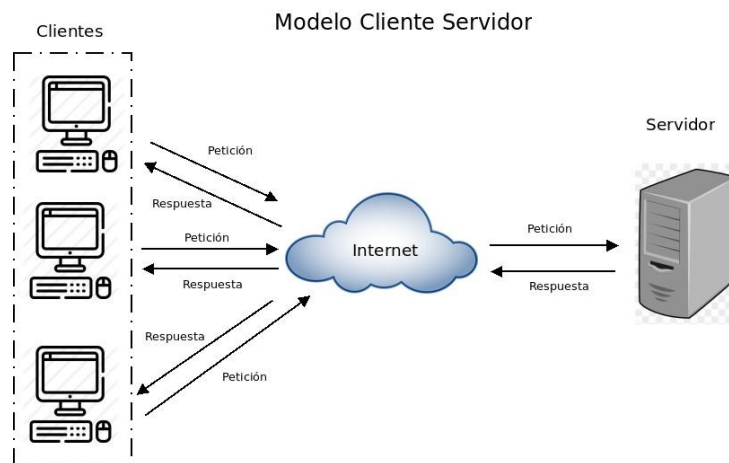 Modelo Cliente Servidor
Clientes
Petición
Respuesta
Petición
Respuesta
Respuesta
Petición
Internet
Petición
Respuesta
Servidor